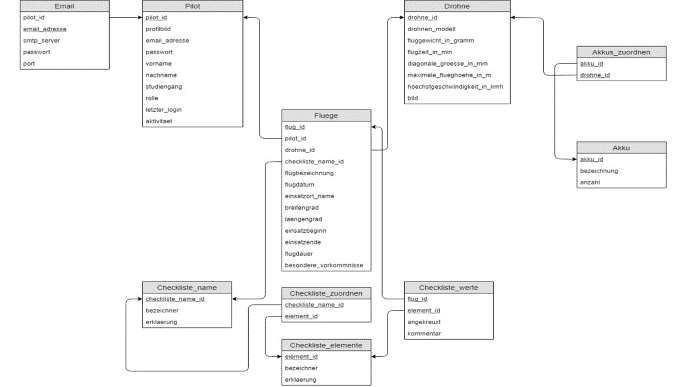 Email
pilot_id
email_adresse
smtp_server
passwort
port
Pilot
pilot_id
profilbild
email_adresse
passwort
vorname
nachname
studiengang
rolle
letzter_login
aktivitaet
Drohne
drohne_id
drohnen_modell
fluggewicht_in_gramm
flugzeit_in_min
diagonale_groesse_in_mm
maximale_flueghoehe_in_m
hoechstgeschwindigkeit_in_kmh
bild
Akkus_zuordnen
akku_id
drohne_id
Akku
akku_id
bezeichnung
anzahl
Fluege
flug_id
pilot_id
drohne_id
checkliste_name_id
flugbezeichnung
flugdatum
einsatzort_name
breitengrad
laengengrad
einsatzbeginn
einsatzende
flugdauer
besondere_vorkommnisse
Checkliste_name
checkliste_name_id
bezeichner
erklaerung
Checkliste_zuordnen
checkliste_name_id
element_id
Checkliste_werte
flug_id
element_id
angekreuzt
kommentar
Checkliste_elemente
element_id
bezeichner
erklaerung